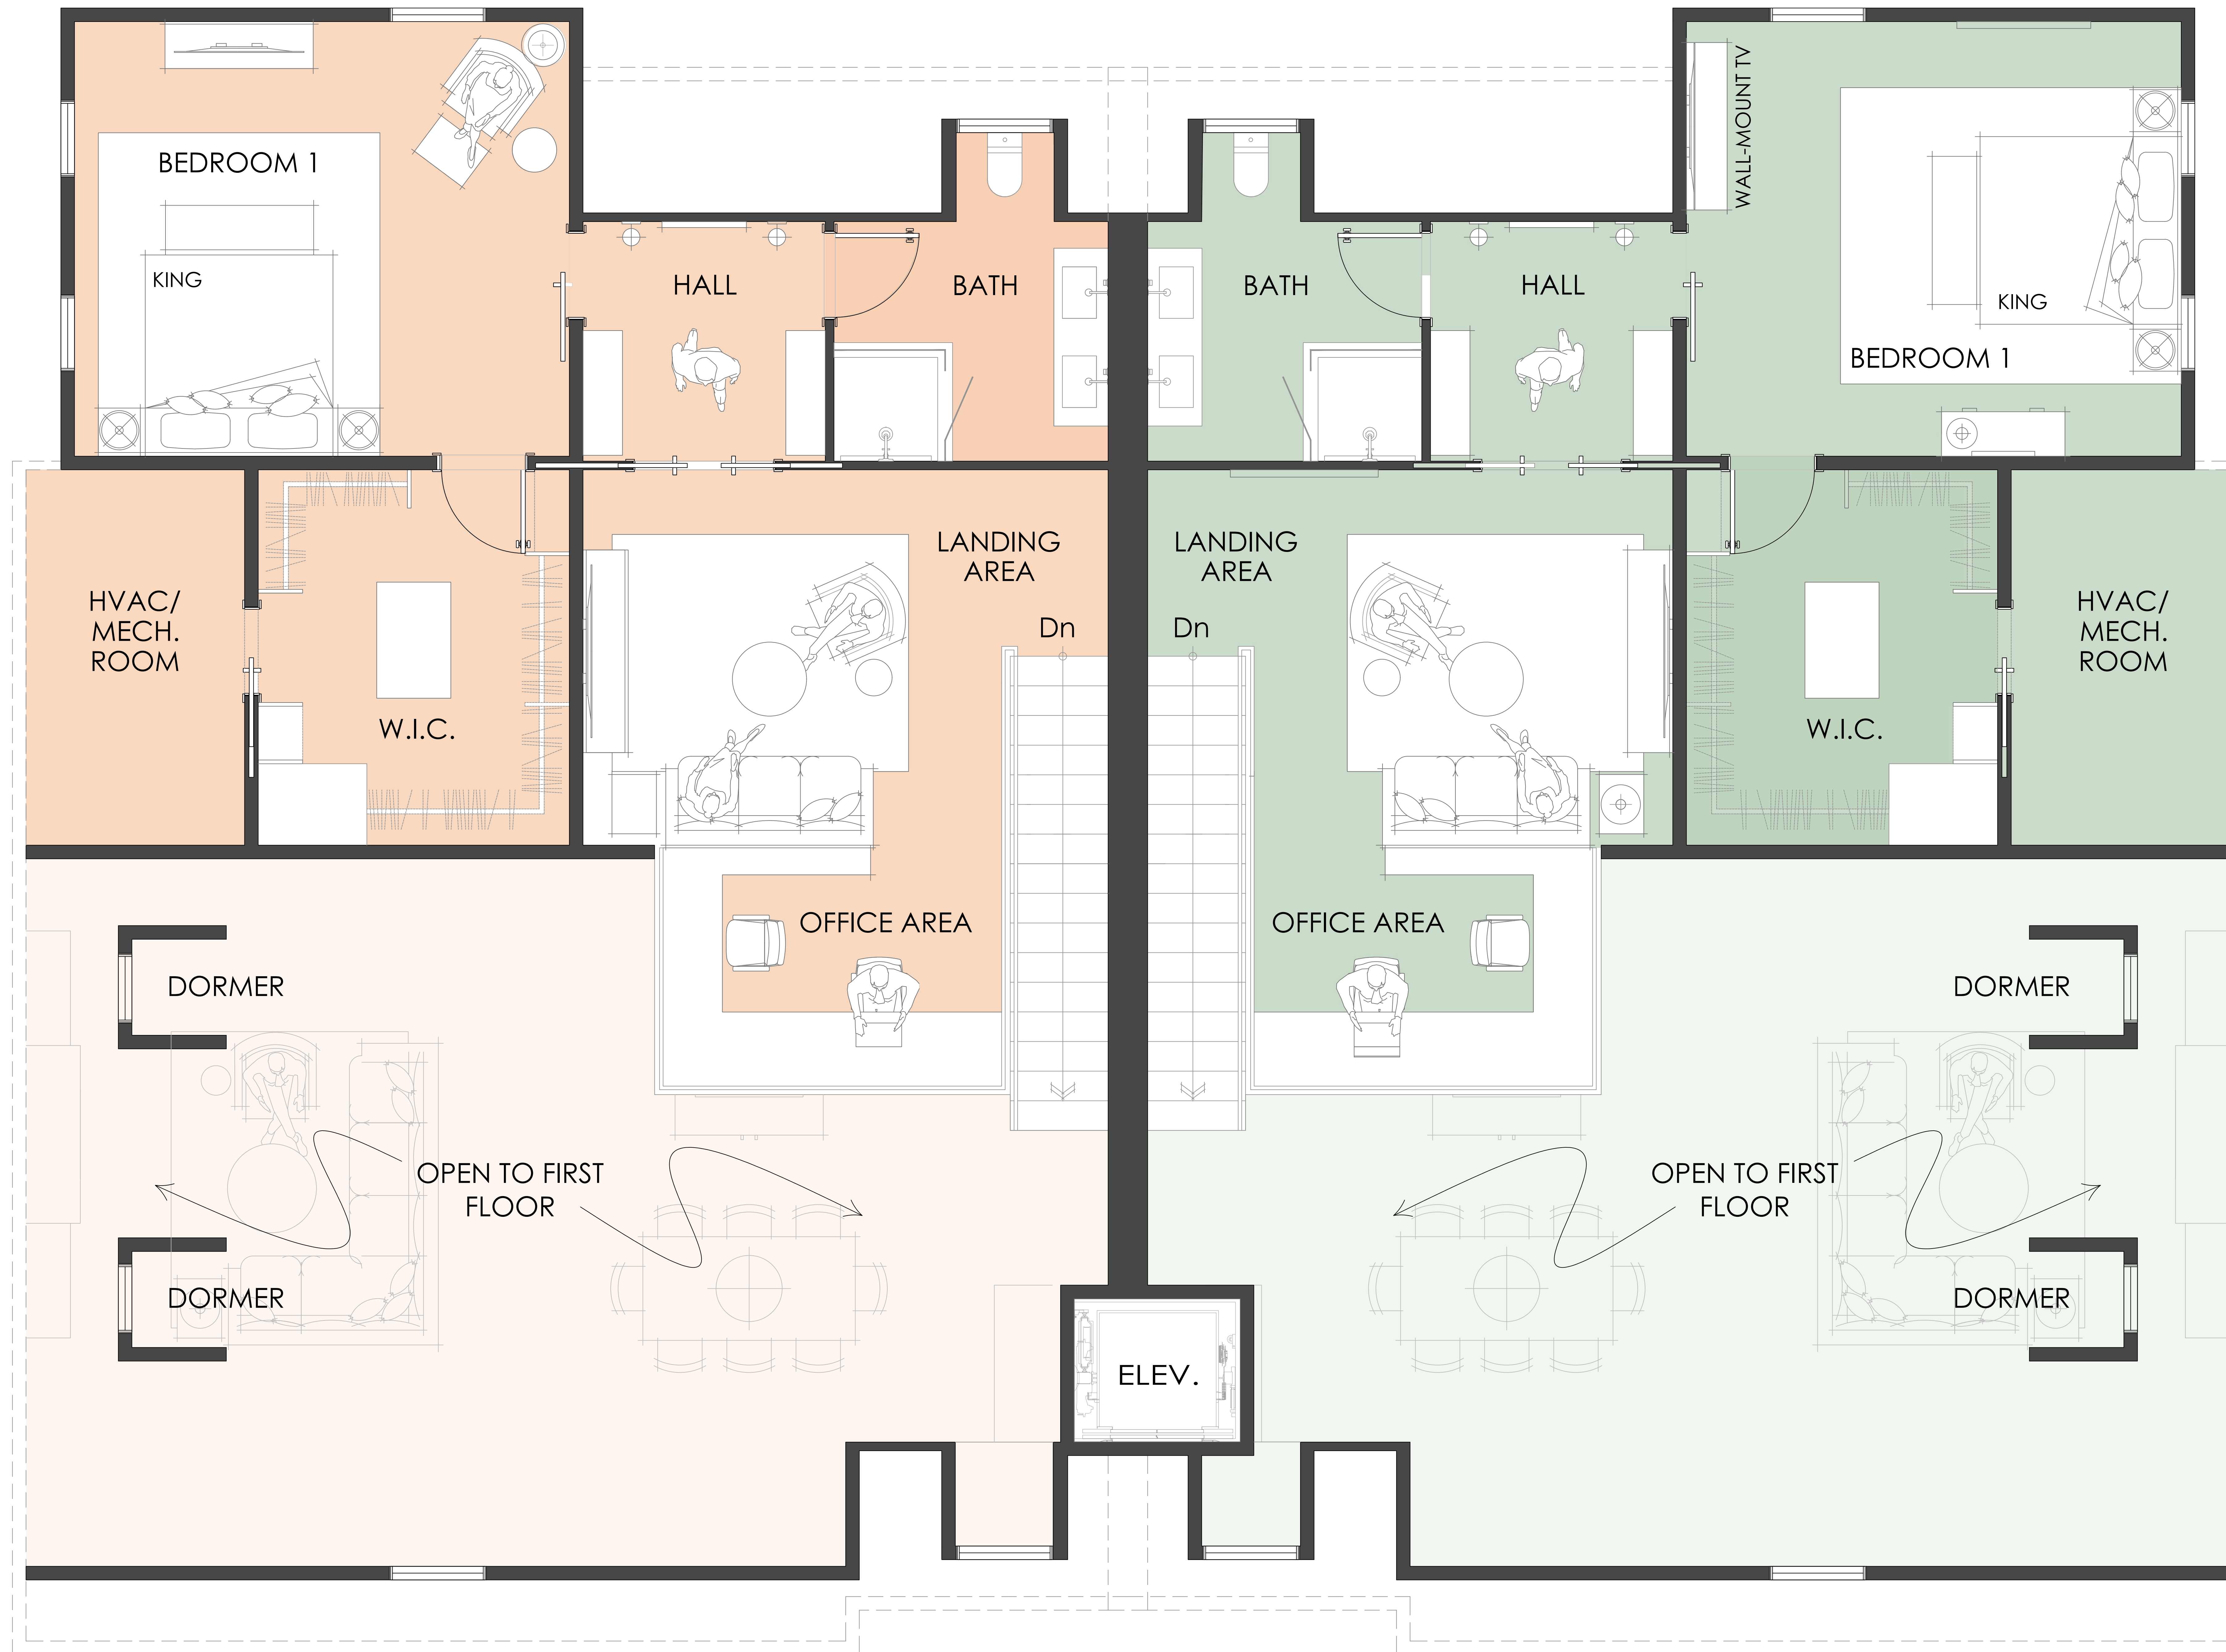 WALL-MOUNT TV
BEDROOM 1
KING
HALL
BATH
BATH
HALL
KING
BEDROOM 1
LANDING
AREA
LANDING
AREA
HVAC/
MECH.
ROOM
Dn
Dn
HVAC/
MECH.
ROOM
W.I.C.
W.I.C.
OFFICE AREA
OFFICE AREA
DORMER
DORMER
OPEN TO FIRST
FLOOR
OPEN TO FIRST
FLOOR
DORMER
DORMER
ELEV.